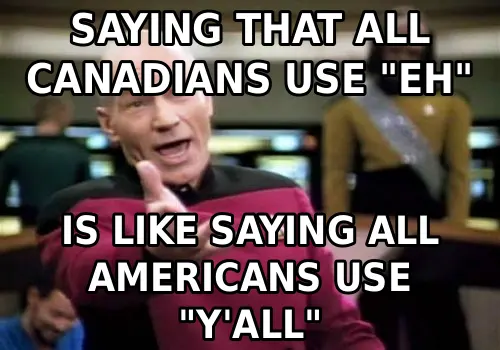 SAYING THAT ALL
CANADIANS USE "EH"
IS LIKE SAYING ALL
AMERICANS USE
"Y'ALL"